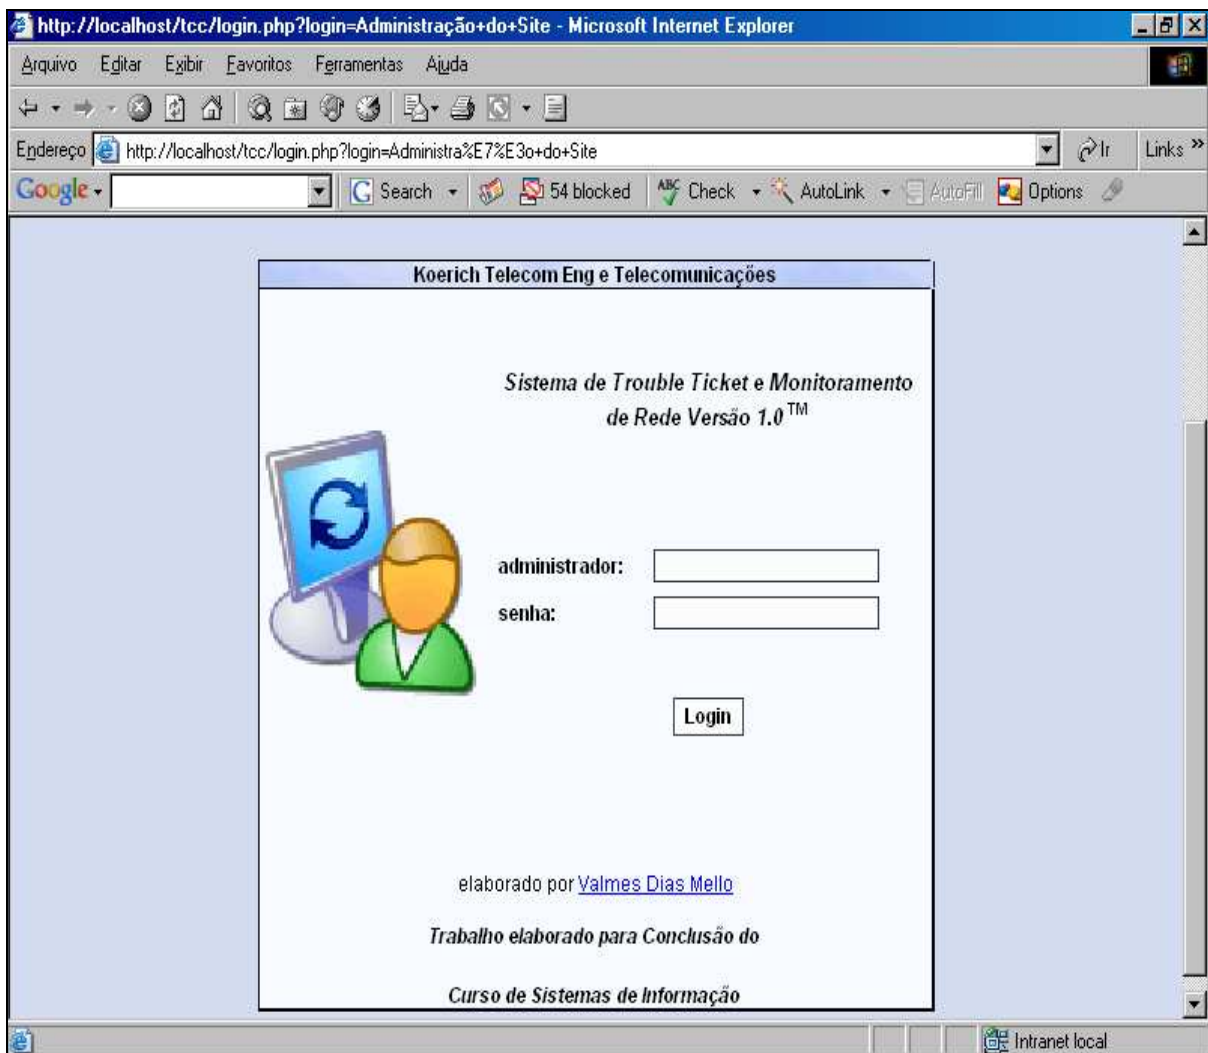 http://localhost/tcc/login.php?login=Administração+do+Site - Microsoft Internet Explorer
Arquivo Editar Exibir Favoritos Ferramentas Ajuda
Endereço http://localhost/tcc/login.php?login=Administra%E7%E3o+do+Site Ir Links »
Google Search 54 blocked ABC Check AutoLink AutoFill Options
Koerich Telecom Eng e Telecomunicações
Sistema de Trouble Ticket e Monitoramento
de Rede Versão 1.0 TM
administrador:
senha:
Login
elaborado por Valmes Dias Mello
Trabalho elaborado para Conclusão do
Curso de Sistemas de Informação
Intranet local